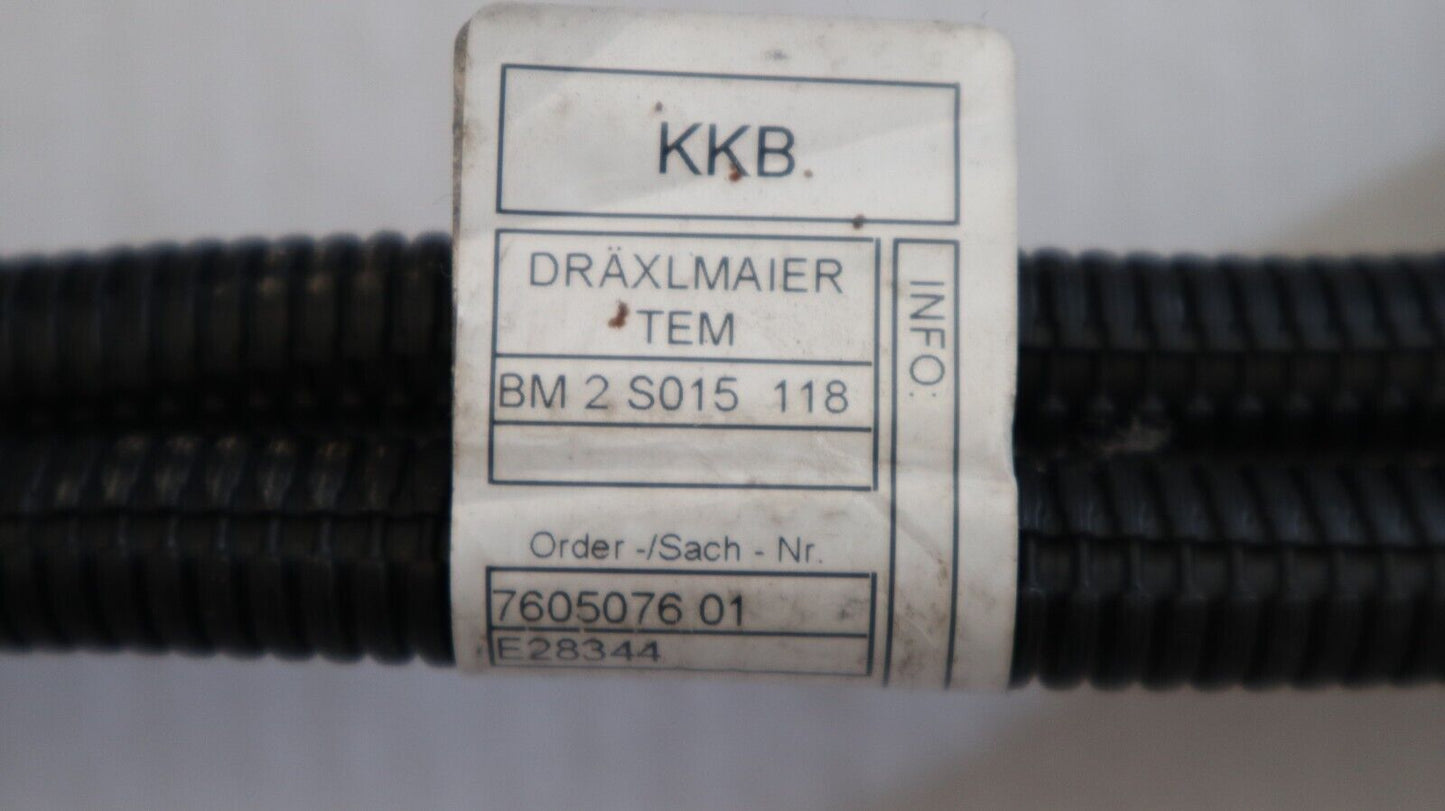 KKB
DRÄXLMAIER
TEM
BM 2 S015 118
INFO:
Order -/Sach - Nr.
7605076 01
E28344